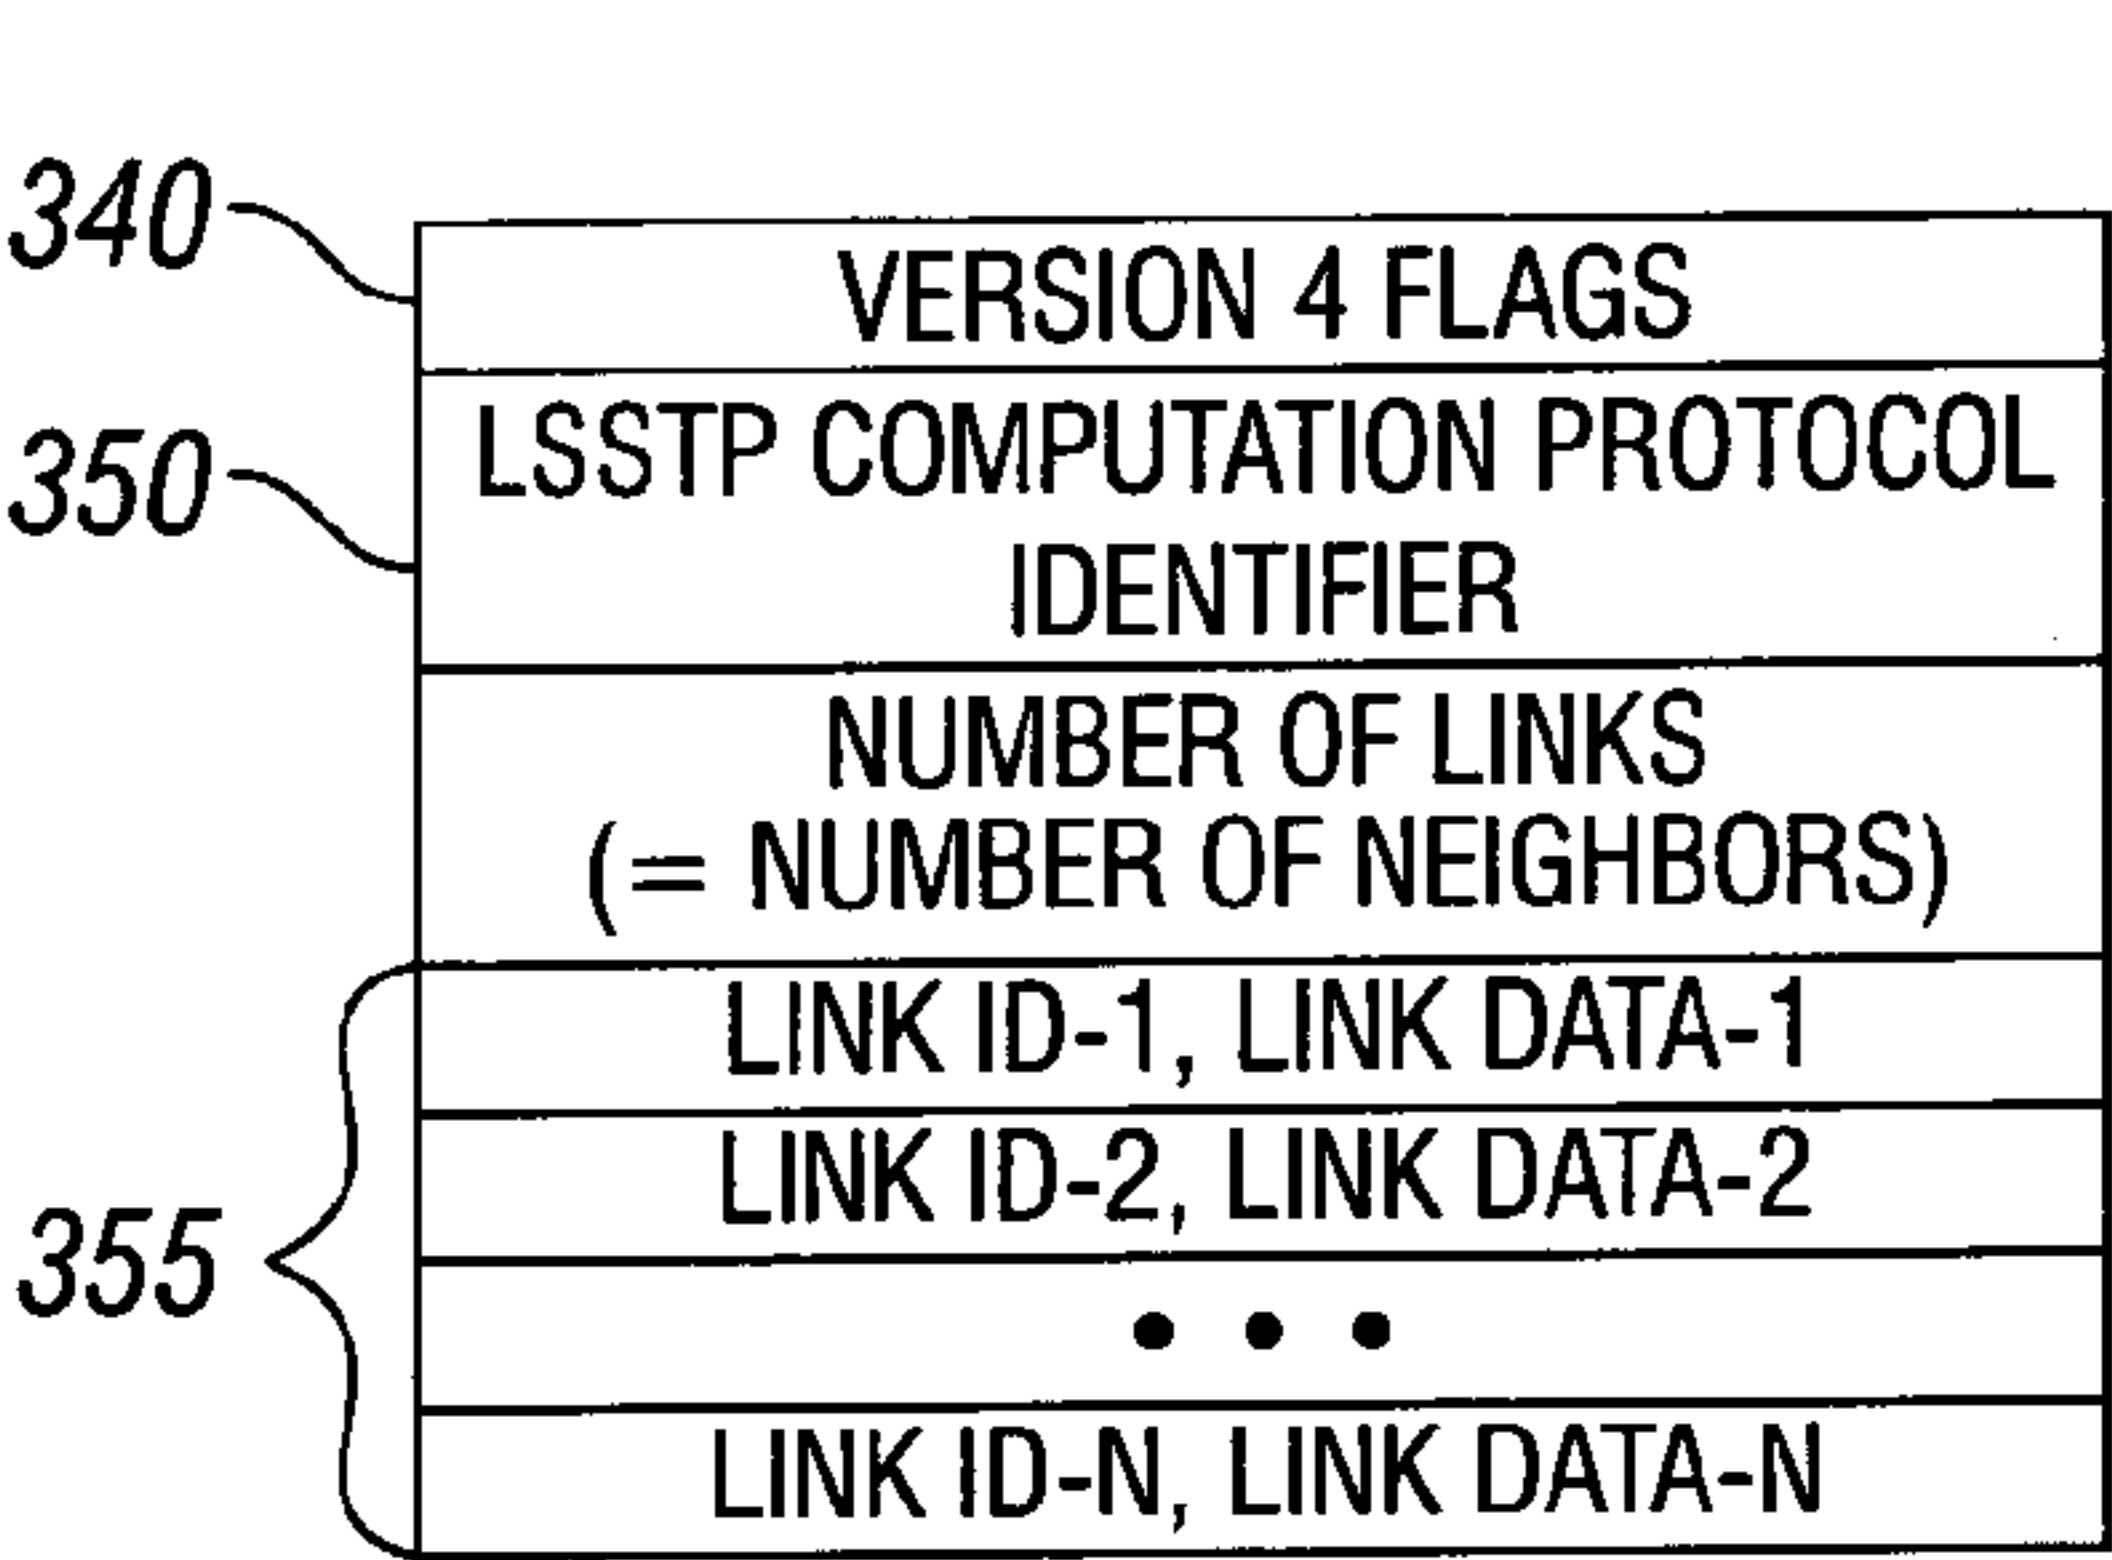 340
VERSION 4 FLAGS
350
LSSTP COMPUTATION PROTOCOL
IDENTIFIER
NUMBER OF LINKS
(= NUMBER OF NEIGHBORS)
355
LINK ID-1, LINK DATA-1
LINK ID-2, LINK DATA-2
• • •
LINK ID-N, LINK DATA-N